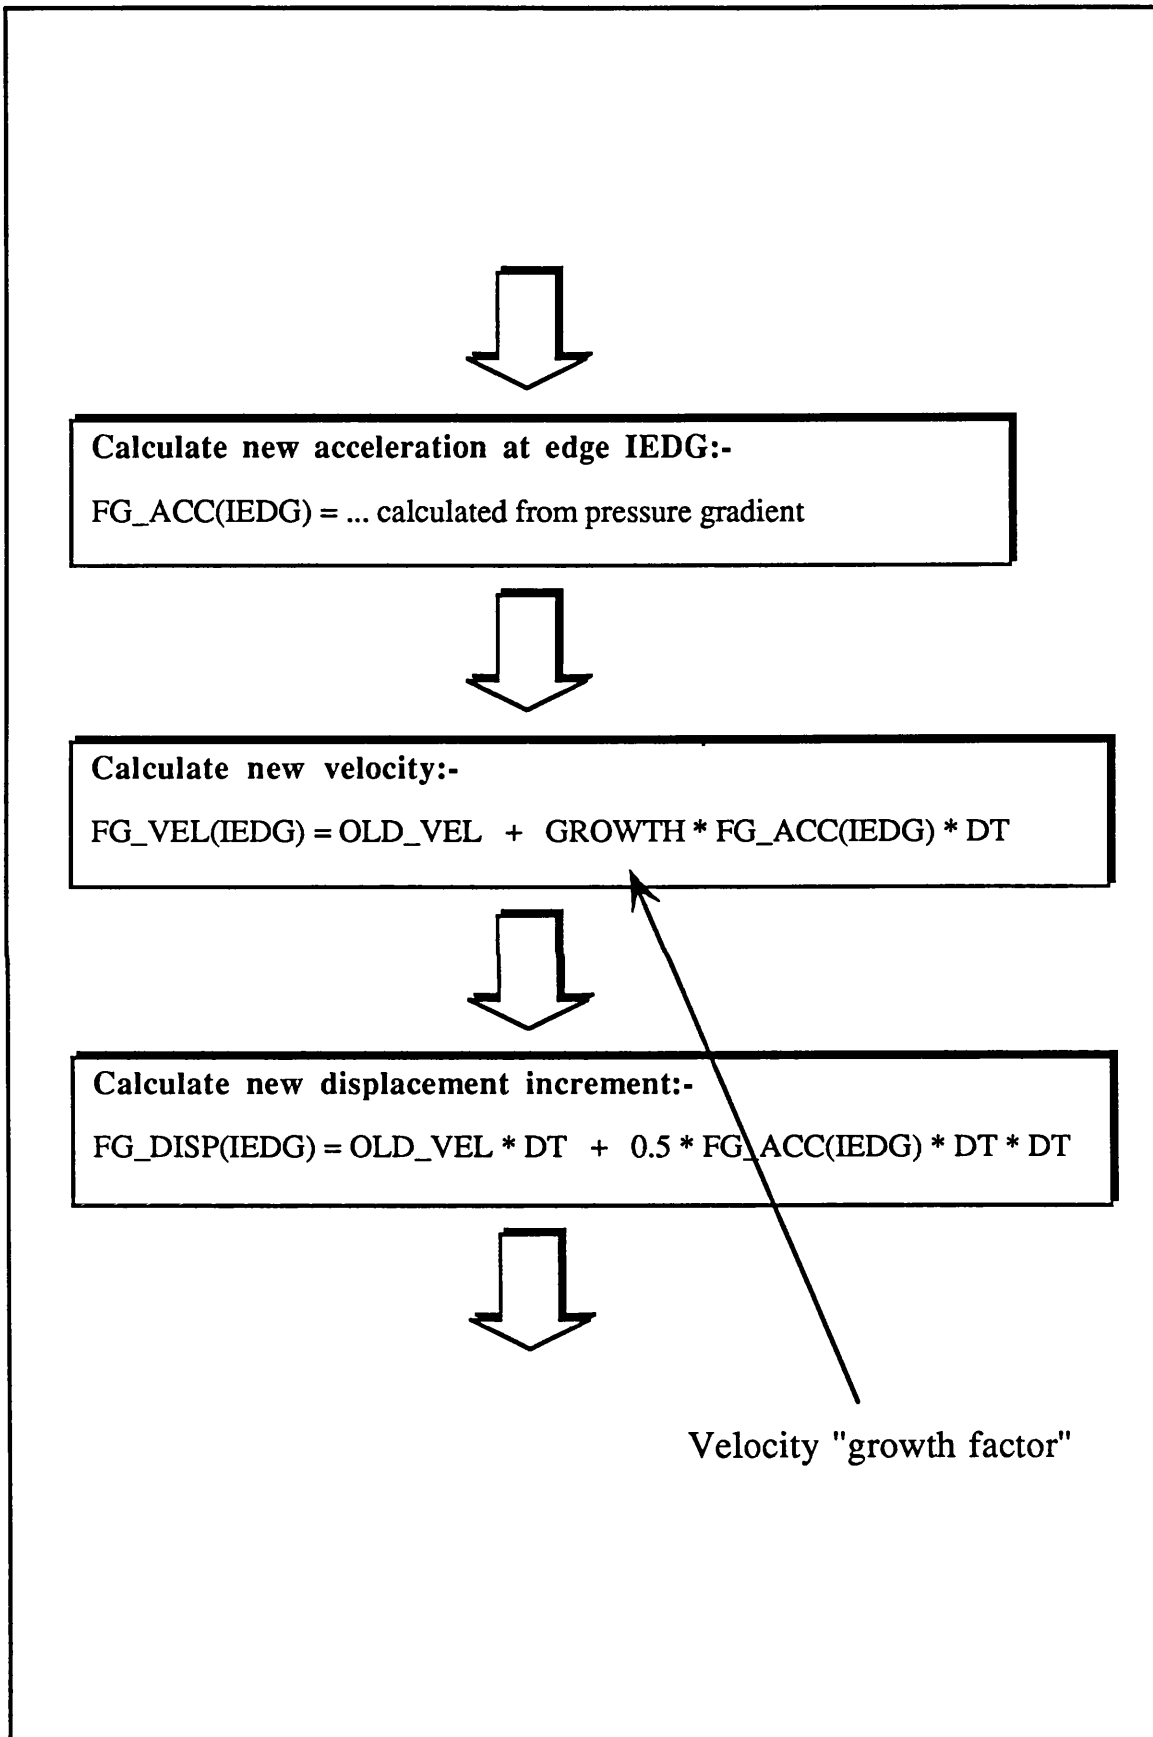 Calculate new acceleration at edge IEDG:-
FG_ACC(IEDG) = ... calculated from pressure gradient
Calculate new velocity:-
FG_VEL(IEDG) = OLD_VEL + GROWTH * FG_ACC(IEDG) * DT
Calculate new displacement increment:-
FG_DISP(IEDG) = OLD_VEL * DT + 0.5 * FG_ACC(IEDG) * DT * DT
Velocity "growth factor"